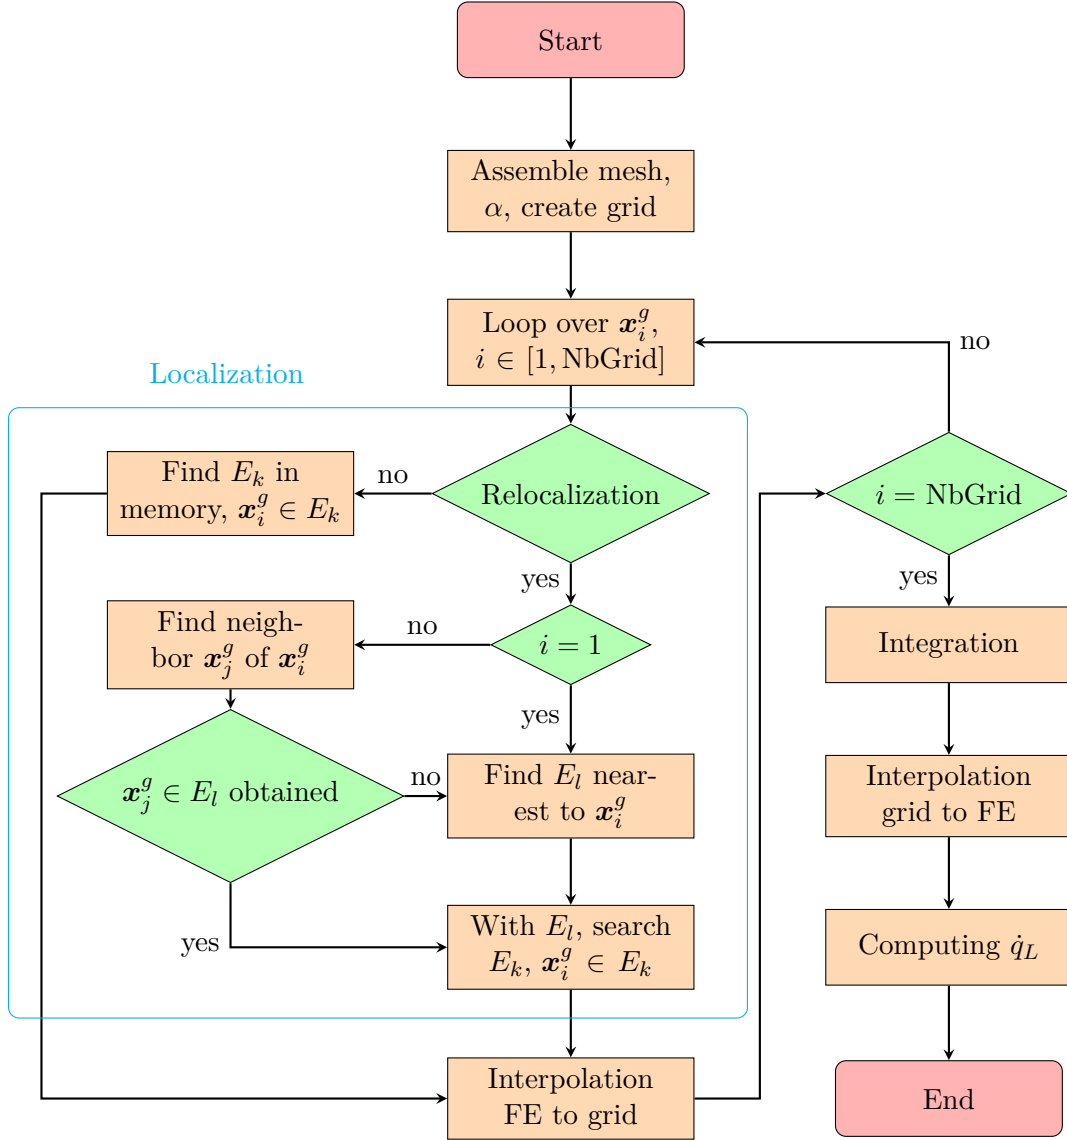 Start
Assemble mesh,
α, create grid
Loop over 𝒙ᵢᵍ,
i ∈ [1, NbGrid]
no
Localization
Find Eₖ in
memory, 𝒙ᵢᵍ ∈ Eₖ
no
Relocalization
i = NbGrid
yes
yes
Find neigh-
bor 𝒙ⱼᵍ of 𝒙ᵢᵍ
no
i = 1
Integration
yes
𝒙ⱼᵍ ∈ Eₗ obtained
no
Find Eₗ near-
est to 𝒙ᵢᵍ
Interpolation
grid to FE
yes
With Eₗ, search
Eₖ, 𝒙ᵢᵍ ∈ Eₖ
Computing q̇_L
Interpolation
FE to grid
End